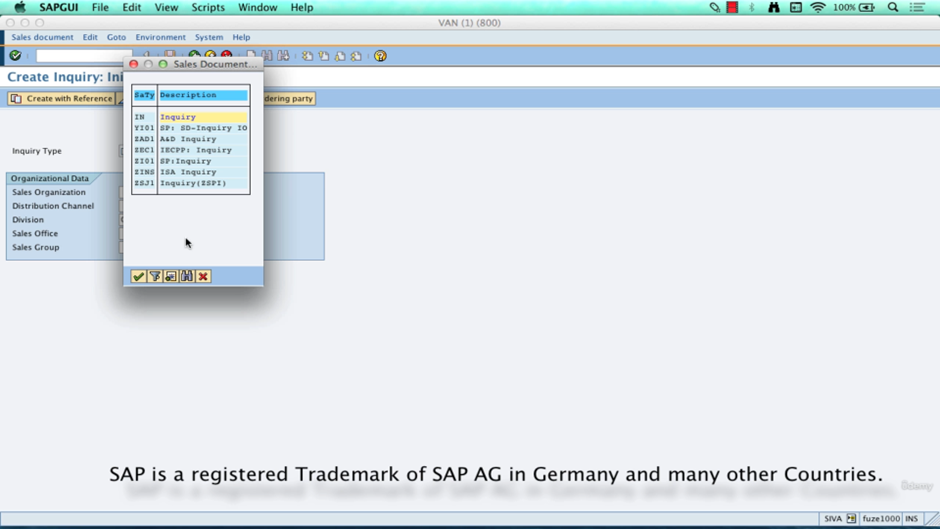 SAPGUI File Edit View Scripts Window Help 100%
VAN (1) (800)
Sales document Edit Goto Environment System Help
Sales Document...
Create Inquiry: Ini
Create with Reference dering party
SaTy Description
IN Inquiry
YI01 SP: SD-Inquiry IO
ZAD1 A&D Inquiry
ZEC1 IECPP: Inquiry
ZI01 SP:Inquiry
ZINS ISA Inquiry
ZSJ1 Inquiry(ZSPI)
Inquiry Type
Organizational Data
Sales Organization
Distribution Channel
Division
Sales Office
Sales Group
SAP is a registered Trademark of SAP AG in Germany and many other Countries.
Udemy
SIVA fuze1000 INS